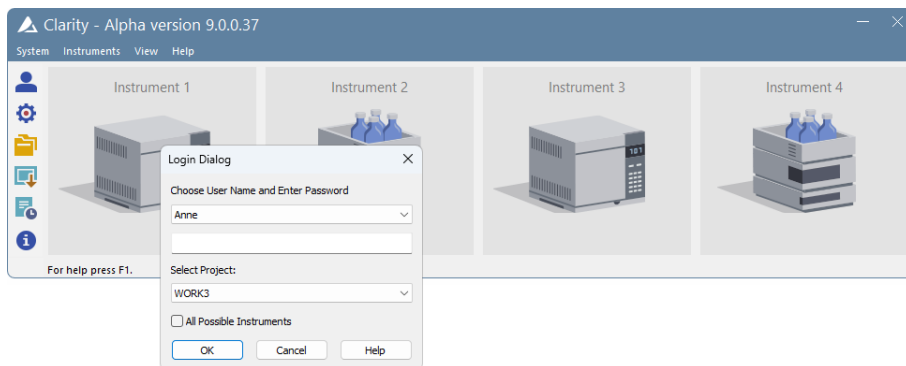 Clarity - Alpha version 9.0.0.37
System Instruments View Help
Instrument 1 Instrument 2 Instrument 3 Instrument 4
101
Login Dialog
Choose User Name and Enter Password
Anne
For help press F1.
Select Project:
WORK3
All Possible Instruments
OK Cancel Help